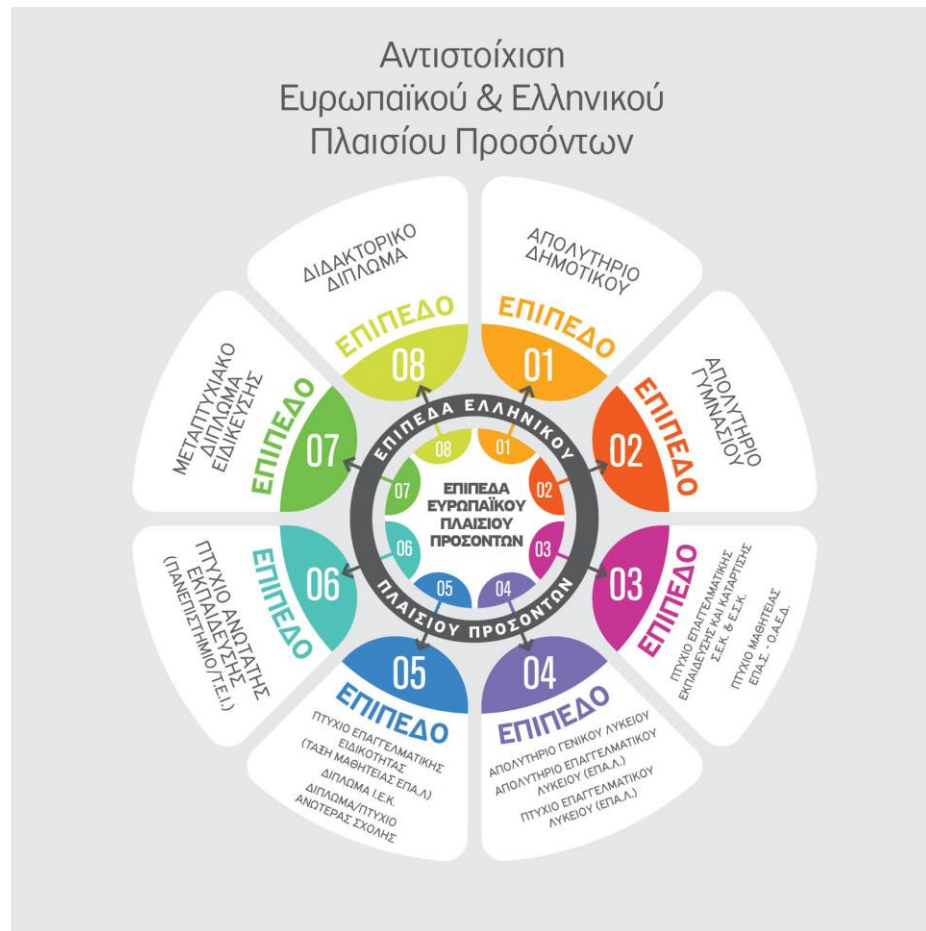 Αντιστοίχιση
Ευρωπαϊκού & Ελληνικού
Πλαισίου Προσόντων
ΑΠΟΛΥΤΗΡΙΟ
ΔΗΜΟΤΙΚΟΥ
ΕΠΙΠΕΔΟ
01
ΑΠΟΛΥΤΗΡΙΟ
ΓΥΜΝΑΣΙΟΥ
ΕΠΙΠΕΔΟ
02
ΠΤΥΧΙΟ ΕΠΑΓΓΕΛΜΑΤΙΚΗΣ
ΕΚΠΑΙΔΕΥΣΗΣ ΚΑΙ ΚΑΤΑΡΤΙΣΗΣ
Σ.Ε.Κ. & Ε.Σ.Κ.
ΠΤΥΧΙΟ ΜΑΘΗΤΕΙΑΣ
ΕΠΑ.Σ. - Ο.Α.Ε.Δ.
ΕΠΙΠΕΔΟ
03
04
ΕΠΙΠΕΔΟ
ΑΠΟΛΥΤΗΡΙΟ ΓΕΝΙΚΟΥ ΛΥΚΕΙΟΥ
ΑΠΟΛΥΤΗΡΙΟ ΕΠΑΓΓΕΛΜΑΤΙΚΟΥ
ΛΥΚΕΙΟΥ (ΕΠΑ.Λ.)
ΠΤΥΧΙΟ ΕΠΑΓΓΕΛΜΑΤΙΚΟΥ
ΛΥΚΕΙΟΥ (ΕΠΑ.Λ.)
05
ΕΠΙΠΕΔΟ
ΠΤΥΧΙΟ ΕΠΑΓΓΕΛΜΑΤΙΚΗΣ
ΕΙΔΙΚΟΤΗΤΑΣ
(ΤΑΞΗ ΜΑΘΗΤΕΙΑΣ ΕΠΑ.Λ)
ΔΙΠΛΩΜΑ Ι.Ε.Κ.
ΔΙΠΛΩΜΑ/ΠΤΥΧΙΟ
ΑΝΩΤΕΡΑΣ ΣΧΟΛΗΣ
06
ΕΠΙΠΕΔΟ
ΠΤΥΧΙΟ ΑΝΩΤΑΤΗΣ
ΕΚΠΑΙΔΕΥΣΗΣ
(ΠΑΝΕΠΙΣΤΗΜΙΟ/Τ.Ε.Ι.)
07
ΕΠΙΠΕΔΟ
ΜΕΤΑΠΤΥΧΙΑΚΟ
ΔΙΠΛΩΜΑ
ΕΙΔΙΚΕΥΣΗΣ
ΔΙΔΑΚΤΟΡΙΚΟ
ΔΙΠΛΩΜΑ
ΕΠΙΠΕΔΟ
08
ΕΠΙΠΕΔΑ ΕΛΛΗΝΙΚΟΥ
ΠΛΑΙΣΙΟΥ ΠΡΟΣΟΝΤΩΝ
01
02
03
04
05
06
07
08
ΕΠΙΠΕΔΑ
ΕΥΡΩΠΑΪΚΟΥ
ΠΛΑΙΣΙΟΥ
ΠΡΟΣΟΝΤΩΝ